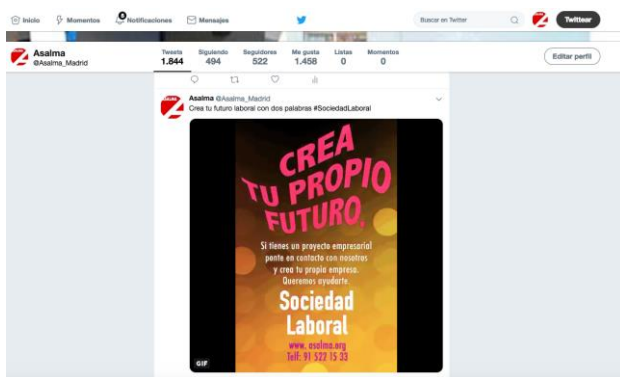 Inicio Momentos Notificaciones Mensajes Buscar en Twitter Twittear
Asalma
@Asalma_Madrid
Tweets Siguiendo Seguidores Me gusta Listas Momentos
1.844 494 522 1.458 0 0
Editar perfil
Asalma @Asalma_Madrid
Crea tu futuro laboral con dos palabras #SociedadLaboral
CREA
TU PROPIO
FUTURO.
Si tienes un proyecto empresarial
ponte en contacto con nosotros
y crea tu propia empresa.
Queremos ayudarte.
Sociedad
Laboral
www. asalma.org
Telf: 91 522 15 33
GIF